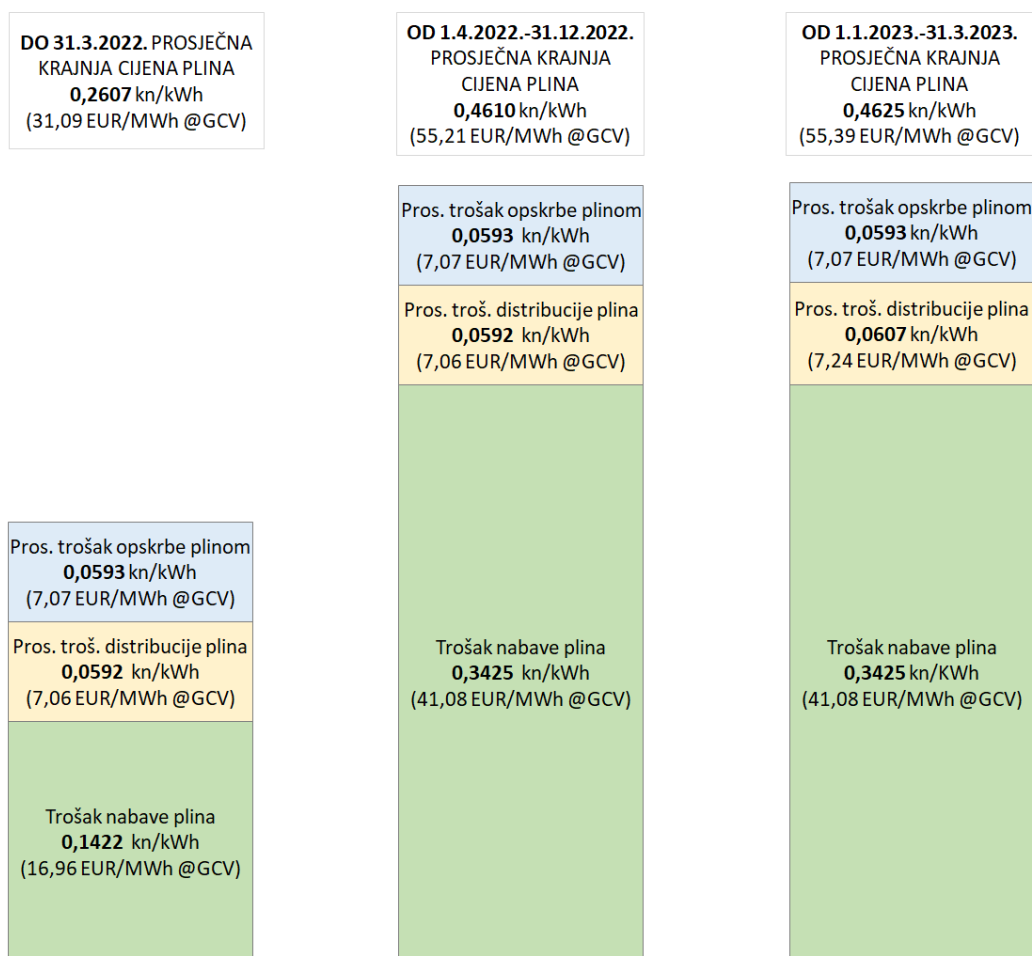 DO 31.3.2022. PROSJEČNA
KRAJNJA CIJENA PLINA
0,2607 kn/kWh
(31,09 EUR/MWh @GCV)
OD 1.4.2022.-31.12.2022.
PROSJEČNA KRAJNJA
CIJENA PLINA
0,4610 kn/kWh
(55,21 EUR/MWh @GCV)
OD 1.1.2023.-31.3.2023.
PROSJEČNA KRAJNJA
CIJENA PLINA
0,4625 kn/kWh
(55,39 EUR/MWh @GCV)
Pros. trošak opskrbe plinom
0,0593 kn/kWh
(7,07 EUR/MWh @GCV)
Pros. troš. distribucije plina
0,0592 kn/kWh
(7,06 EUR/MWh @GCV)
Trošak nabave plina
0,1422 kn/kWh
(16,96 EUR/MWh @GCV)
Pros. trošak opskrbe plinom
0,0593 kn/kWh
(7,07 EUR/MWh @GCV)
Pros. troš. distribucije plina
0,0592 kn/kWh
(7,06 EUR/MWh @GCV)
Trošak nabave plina
0,3425 kn/kWh
(41,08 EUR/MWh @GCV)
Pros. trošak opskrbe plinom
0,0593 kn/kWh
(7,07 EUR/MWh @GCV)
Pros. troš. distribucije plina
0,0607 kn/kWh
(7,24 EUR/MWh @GCV)
Trošak nabave plina
0,3425 kn/KWh
(41,08 EUR/MWh @GCV)